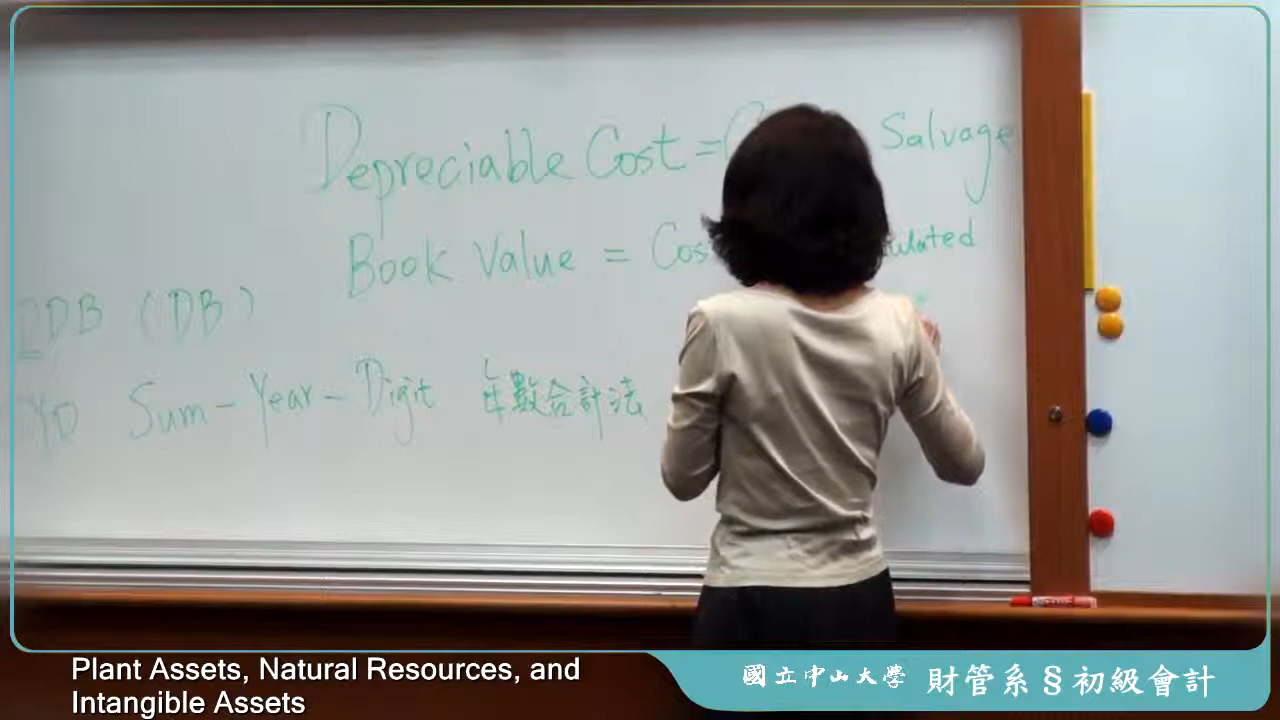 Depreciable Cost = Salvage
Book Value = Cos ulated
2DB (DB)
YD Sum-Year-Digit 年數合計法
Plant Assets, Natural Resources, and
Intangible Assets
國立中山大學 財管系§初級會計